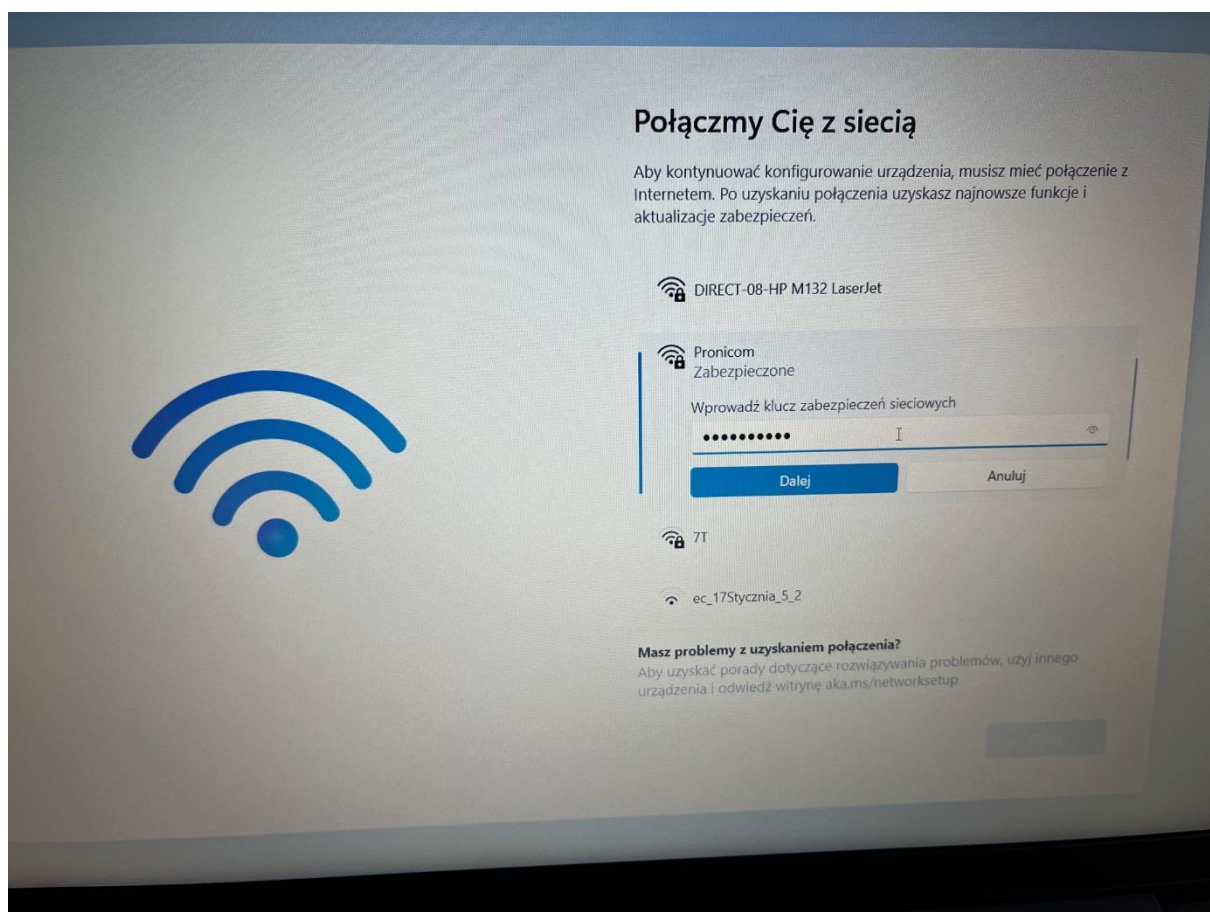 Połączmy Cię z siecią
Aby kontynuować konfigurowanie urządzenia, musisz mieć połączenie z
Internetem. Po uzyskaniu połączenia uzyskasz najnowsze funkcje i
aktualizacje zabezpieczeń.
DIRECT-08-HP M132 LaserJet
Pronicom
Zabezpieczone
Wprowadź klucz zabezpieczeń sieciowych
••••••••••
Dalej Anuluj
7T
ec_17Stycznia_5_2
Masz problemy z uzyskaniem połączenia?
Aby uzyskać porady dotyczące rozwiązywania problemów, użyj innego
urządzenia i odwiedź witrynę aka.ms/networksetup